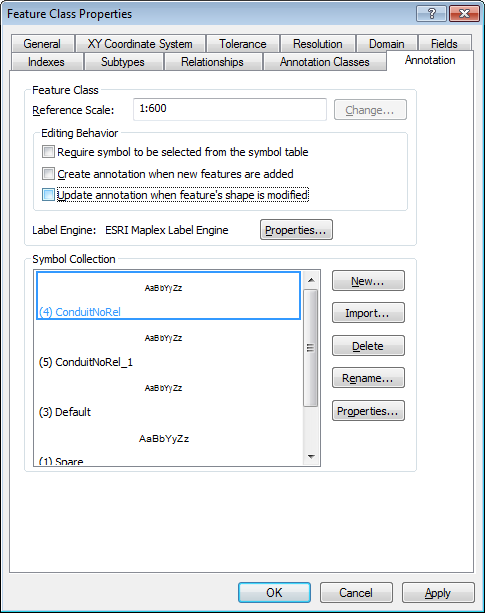 Feature Class Properties
General XY Coordinate System Tolerance Resolution Domain Fields
Indexes Subtypes Relationships Annotation Classes Annotation
Feature Class
Reference Scale: 1:600 Change...
Editing Behavior
Require symbol to be selected from the symbol table
Create annotation when new features are added
Update annotation when feature's shape is modified
Label Engine: ESRI Maplex Label Engine Properties...
Symbol Collection
AaBbYyZz
(4) ConduitNoRel
AaBbYyZz
(5) ConduitNoRel_1
AaBbYyZz
(3) Default
AaBbYyZz
(1) Spare
New...
Import...
Delete
Rename...
Properties...
OK Cancel Apply